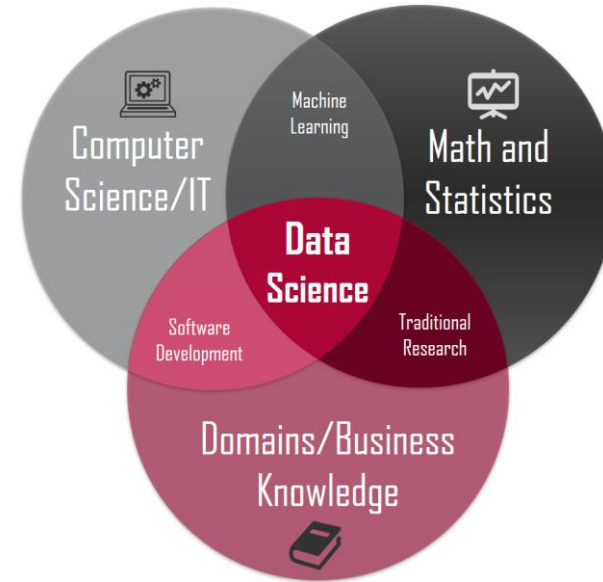 Machine
Learning
Computer
Science/IT
Math and
Statistics
Data
Science
Software
Development
Traditional
Research
Domains/Business
Knowledge